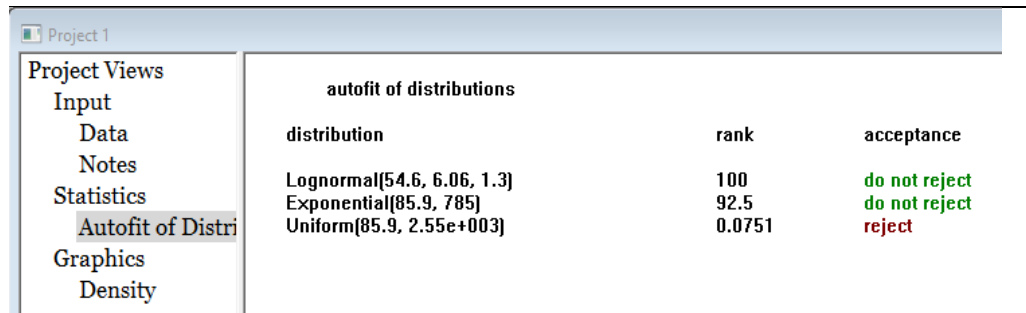 Project 1
Project Views
Input
Data
Notes
Statistics
Autofit of Distri
Graphics
Density
autofit of distributions
distribution rank acceptance
Lognormal(54.6, 6.06, 1.3) 100 do not reject
Exponential(85.9, 785) 92.5 do not reject
Uniform(85.9, 2.55e+003) 0.0751 reject